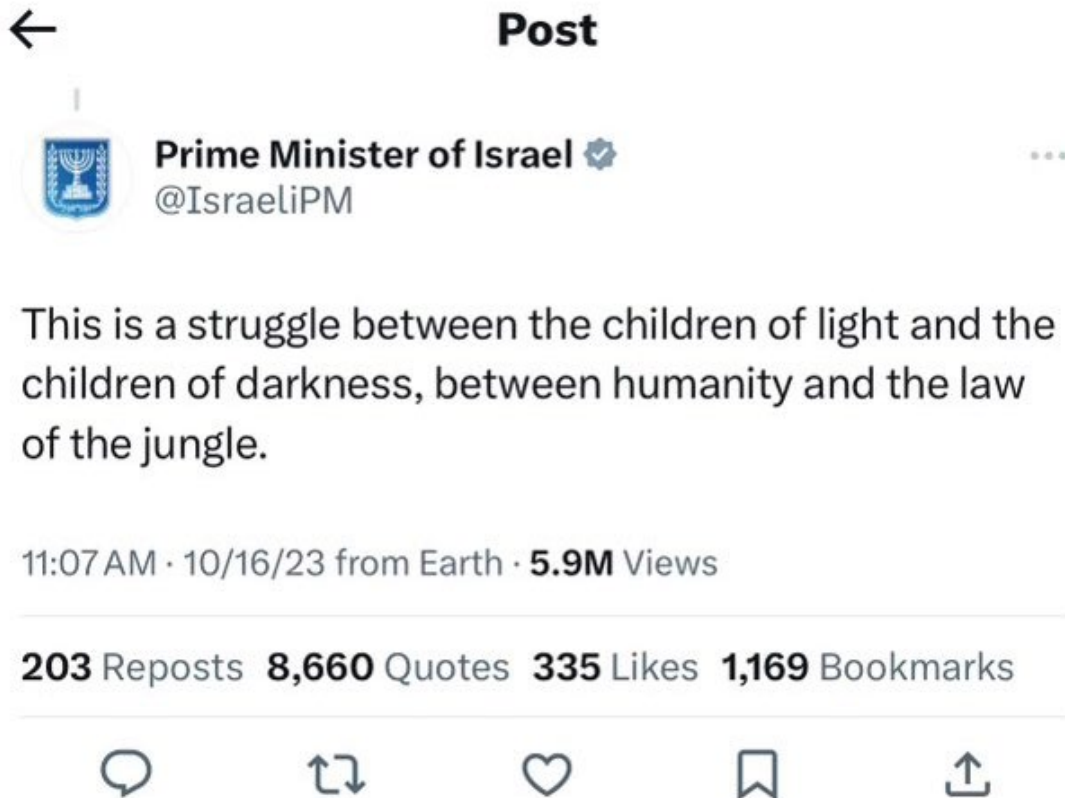 Post
Prime Minister of Israel
@IsraeliPM
This is a struggle between the children of light and the
children of darkness, between humanity and the law
of the jungle.
11:07 AM · 10/16/23 from Earth · 5.9M Views
203 Reposts 8,660 Quotes 335 Likes 1,169 Bookmarks